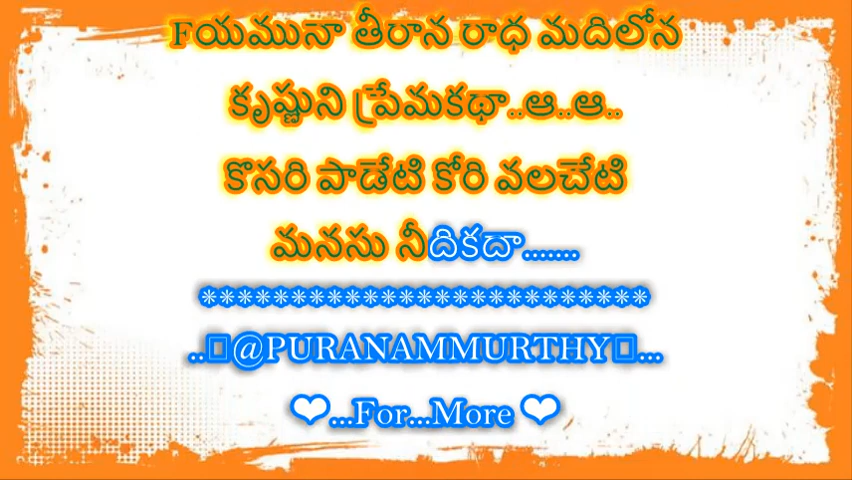 Fయమునా తీరాన రాధ మదిలోన
కృష్ణుని ప్రేమకథా..ఆ..ఆ..
కొసరి పాడేటి కోరి వలచేటి
మనసు నీదికదా.......
*************************
..▯@PURANAMMURTHY▯...
❤...For...More ❤